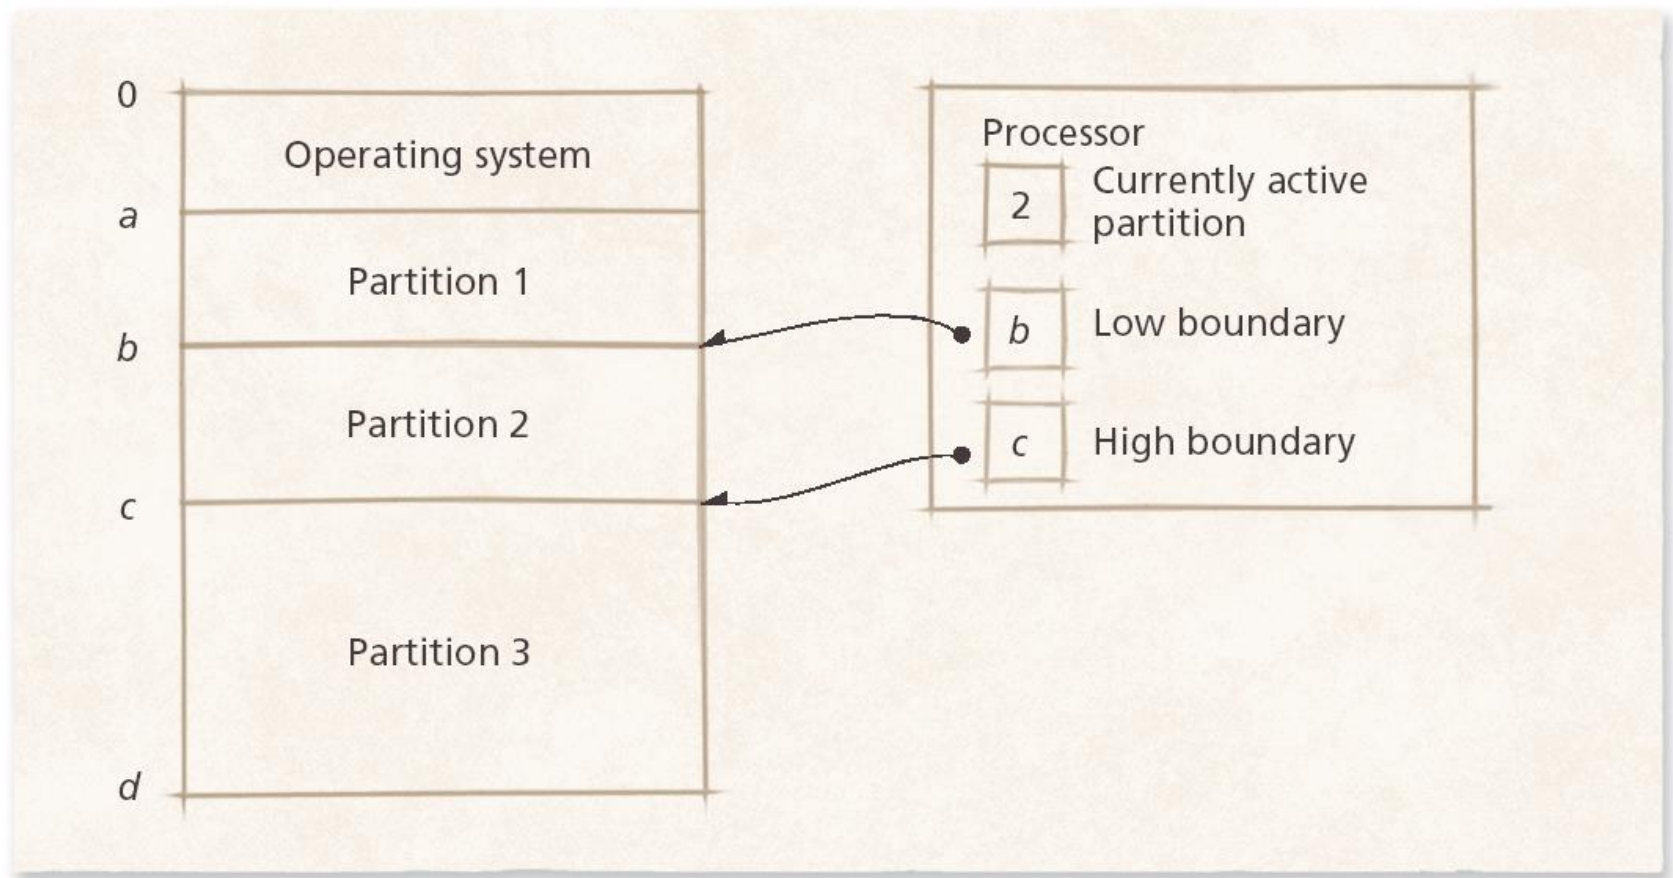 0
Operating system
a
Partition 1
b
Partition 2
c
Partition 3
d
Processor
2
Currently active
partition
b
Low boundary
c
High boundary